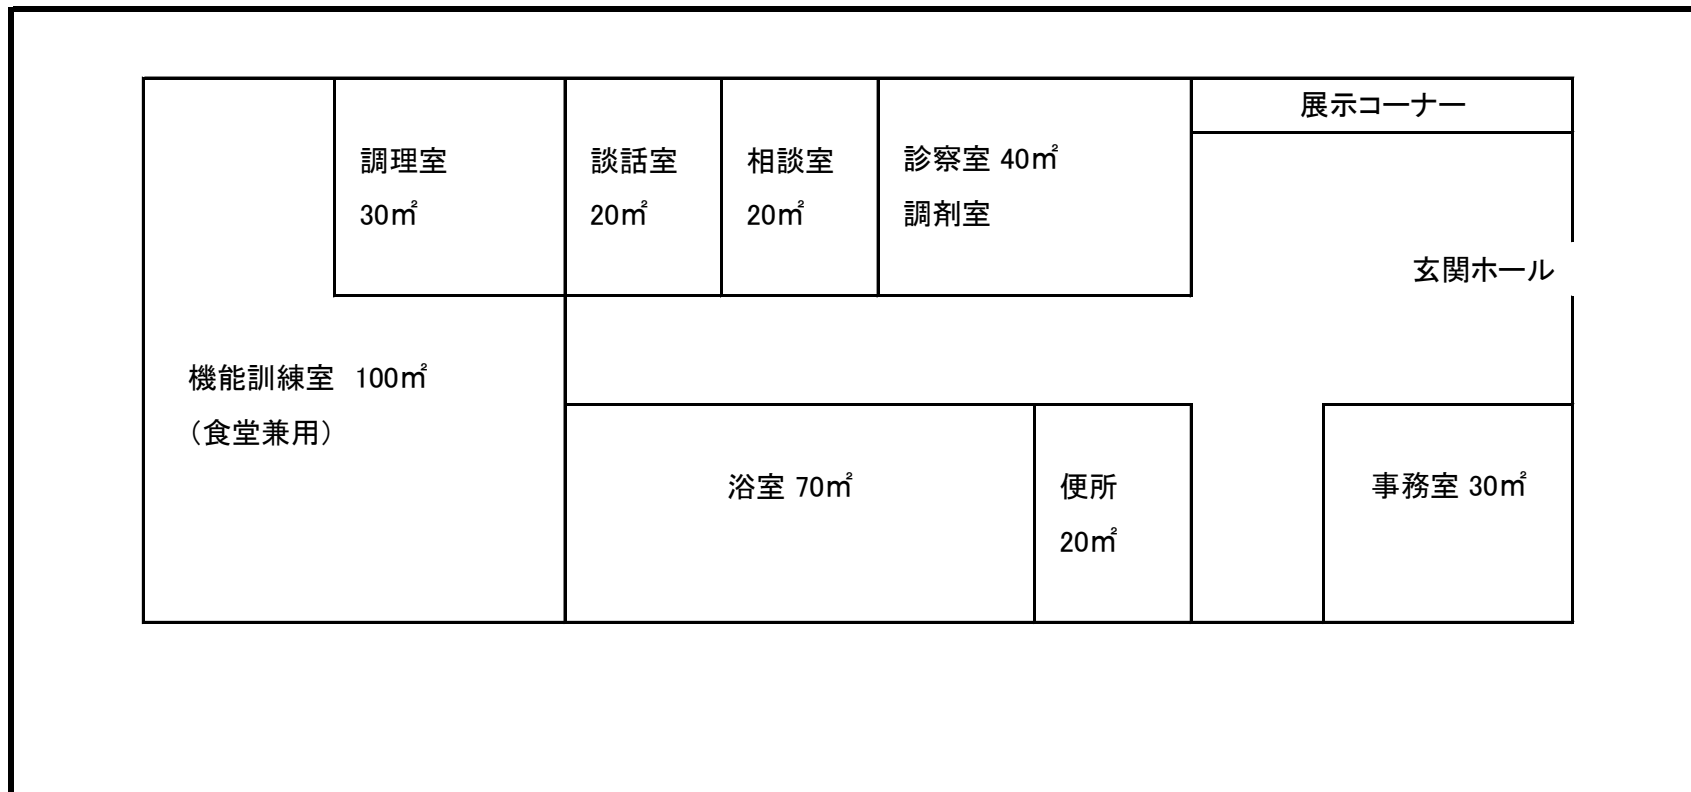 展示コーナー
調理室
30㎡
談話室
20㎡
相談室
20㎡
診察室 40㎡
調剤室
玄関ホール
機能訓練室　100㎡
（食堂兼用）
浴室 70㎡
便所
20㎡
事務室 30㎡